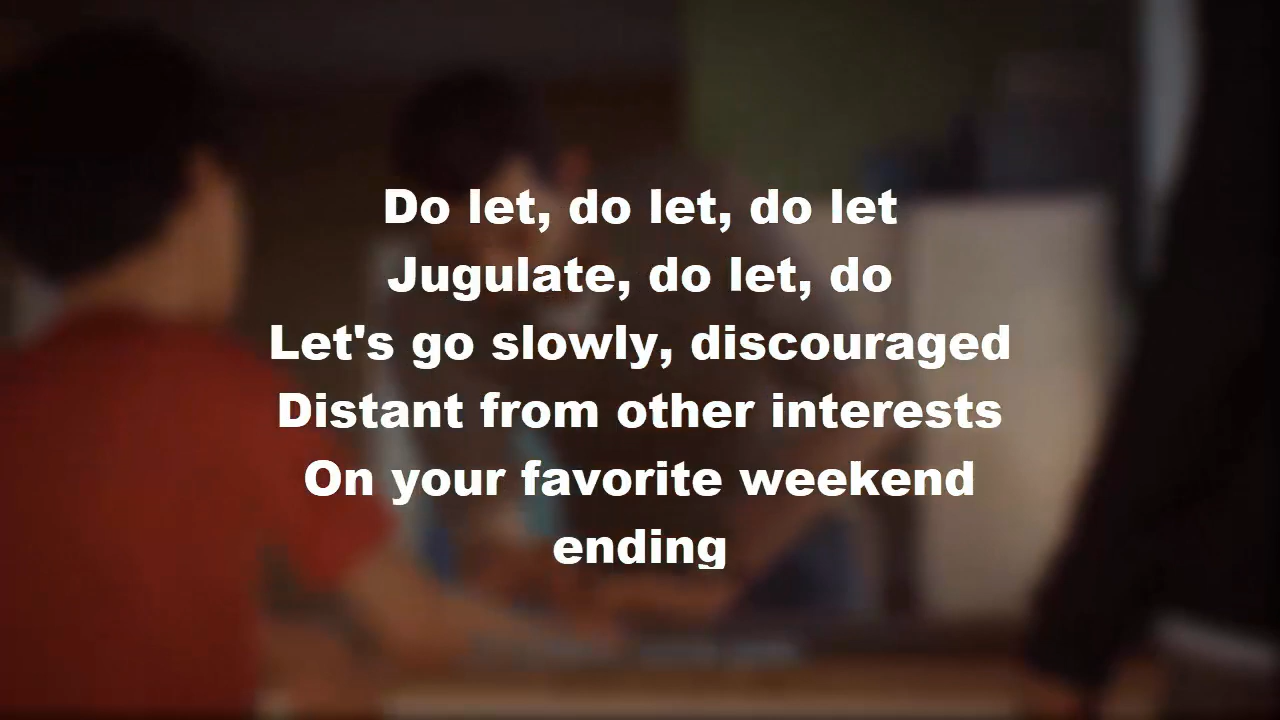 Do let, do let, do let
Jugulate, do let, do
Let's go slowly, discouraged
Distant from other interests
On your favorite weekend
ending